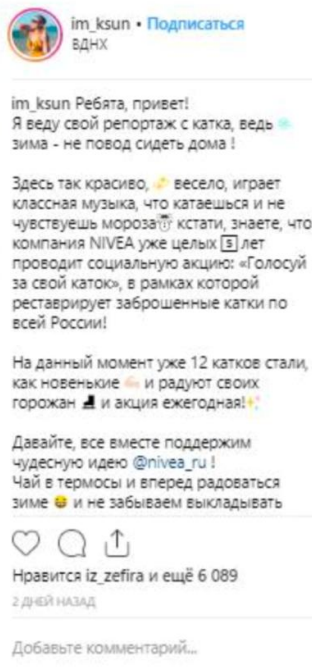 im_ksun • Подписаться
ВДНХ
im_ksun Ребята, привет!
Я веду свой репортаж с катка, ведь ❄️
зима - не повод сидеть дома !
Здесь так красиво, ✨ весело, играет
классная музыка, что катаешься и не
чувствуешь мороза☃️ кстати, знаете, что
компания NIVEA уже целых 5 лет
проводит социальную акцию: «Голосуй
за свой каток», в рамках которой
реставрирует заброшенные катки по
всей России!
На данный момент уже 12 катков стали,
как новенькие 💪🏻 и радуют своих
горожан ⛸ и акция ежегодная!✨
Давайте, все вместе поддержим
чудесную идею @nivea_ru !
Чай в термосы и вперед радоваться
зиме 😂 и не забываем выкладывать
Нравится iz_zefira и ещё 6 089
2 ДНЕЙ НАЗАД
Добавьте комментарий...